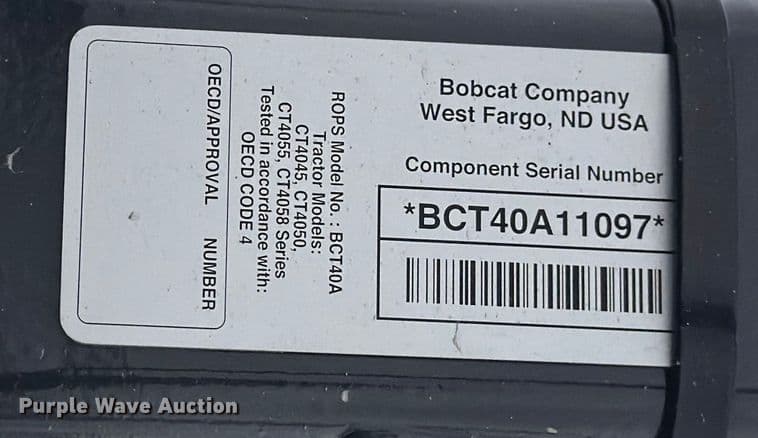 Bobcat Company
West Fargo, ND USA
Component Serial Number
*BCT40A11097*
ROPS Model No. : BCT40A
Tractor Models:
CT4045, CT4050,
CT4055, CT4058 Series
Tested in accordance with:
OECD CODE 4
OECD/APPROVAL NUMBER
Purple Wave Auction